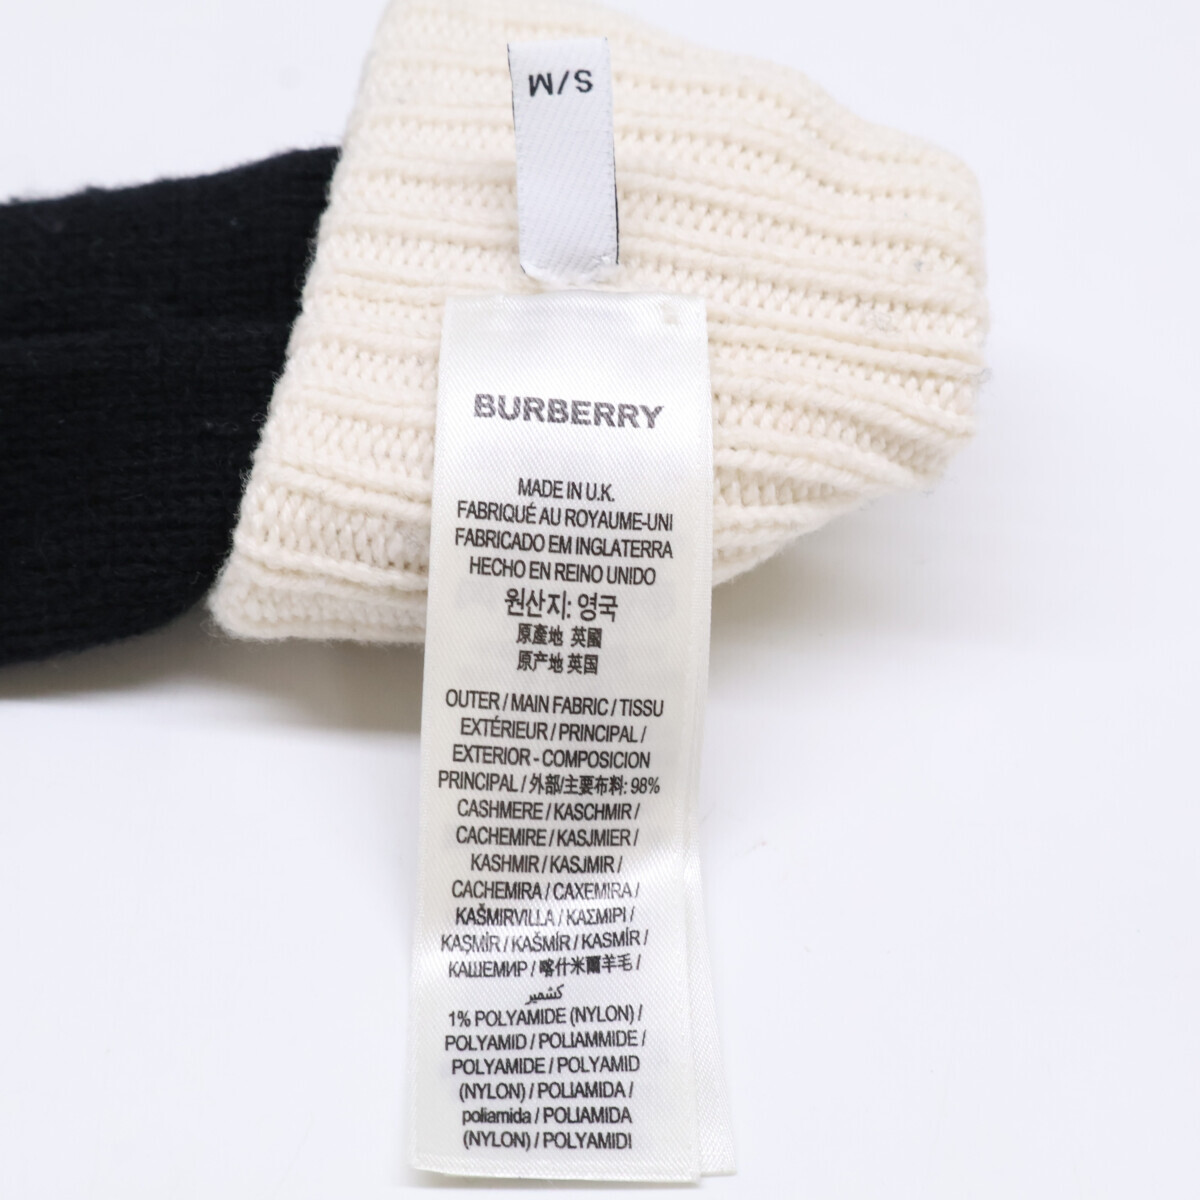 S/M
BURBERRY
MADE IN U.K.
FABRIQUÉ AU ROYAUME-UNI
FABRICADO EM INGLATERRA
HECHO EN REINO UNIDO
원산지: 영국
原產地 英國
原产地 英国
OUTER / MAIN FABRIC / TISSU
EXTÉRIEUR / PRINCIPAL /
EXTERIOR - COMPOSICION
PRINCIPAL / 外部/主要布料: 98%
CASHMERE / KASCHMIR /
CACHEMIRE / KASJMIER /
KASHMIR / KASJMIR /
CACHEMIRA / CAXEMIRA /
KAŠMIRVILLA / ΚΑΣΜΙΡΙ /
KAŞMİR / KAŠMÍR / KASMÍR /
КАШЕМИР / 喀什米爾羊毛 /
كشمير
1% POLYAMIDE (NYLON) /
POLYAMID / POLIAMMIDE /
POLYAMIDE / POLYAMID
(NYLON) / POLIAMIDA /
poliamida / POLIAMIDA
(NYLON) / POLYAMIDI